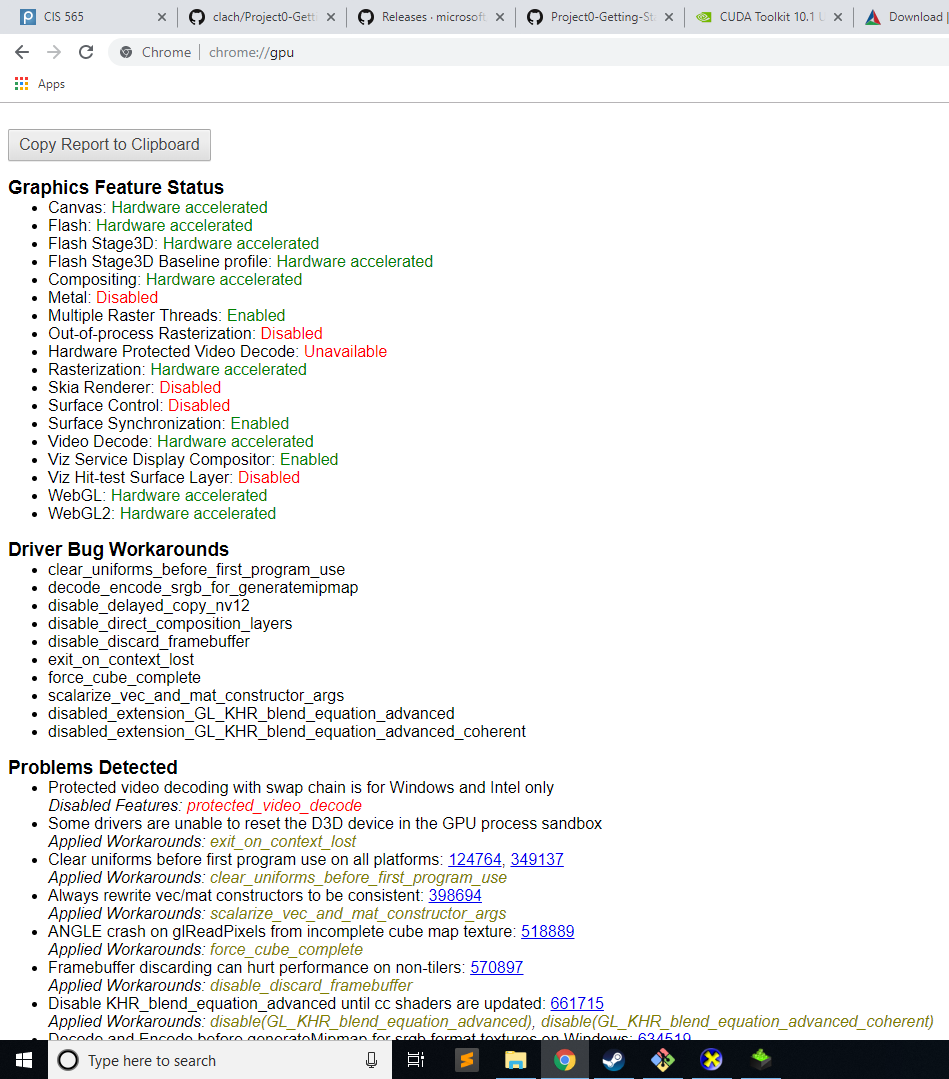 CIS 565
clach/Project0-Gett
Releases · microsoft
Project0-Getting-St
CUDA Toolkit 10.1 U
Download |
Chrome
chrome://gpu
Apps
Copy Report to Clipboard
Graphics Feature Status
Canvas: Hardware accelerated
Flash: Hardware accelerated
Flash Stage3D: Hardware accelerated
Flash Stage3D Baseline profile: Hardware accelerated
Compositing: Hardware accelerated
Metal: Disabled
Multiple Raster Threads: Enabled
Out-of-process Rasterization: Disabled
Hardware Protected Video Decode: Unavailable
Rasterization: Hardware accelerated
Skia Renderer: Disabled
Surface Control: Disabled
Surface Synchronization: Enabled
Video Decode: Hardware accelerated
Viz Service Display Compositor: Enabled
Viz Hit-test Surface Layer: Disabled
WebGL: Hardware accelerated
WebGL2: Hardware accelerated
Driver Bug Workarounds
clear_uniforms_before_first_program_use
decode_encode_srgb_for_generatemipmap
disable_delayed_copy_nv12
disable_direct_composition_layers
disable_discard_framebuffer
exit_on_context_lost
force_cube_complete
scalarize_vec_and_mat_constructor_args
disabled_extension_GL_KHR_blend_equation_advanced
disabled_extension_GL_KHR_blend_equation_advanced_coherent
Problems Detected
Protected video decoding with swap chain is for Windows and Intel only
Disabled Features: protected_video_decode
Some drivers are unable to reset the D3D device in the GPU process sandbox
Applied Workarounds: exit_on_context_lost
Clear uniforms before first program use on all platforms: 124764, 349137
Applied Workarounds: clear_uniforms_before_first_program_use
Always rewrite vec/mat constructors to be consistent: 398694
Applied Workarounds: scalarize_vec_and_mat_constructor_args
ANGLE crash on glReadPixels from incomplete cube map texture: 518889
Applied Workarounds: force_cube_complete
Framebuffer discarding can hurt performance on non-tilers: 570897
Applied Workarounds: disable_discard_framebuffer
Disable KHR_blend_equation_advanced until cc shaders are updated: 661715
Applied Workarounds: disable(GL_KHR_blend_equation_advanced), disable(GL_KHR_blend_equation_advanced_coherent)
Decode and Encode before generateMipmap for srgb format textures on Windows: 634519
Type here to search